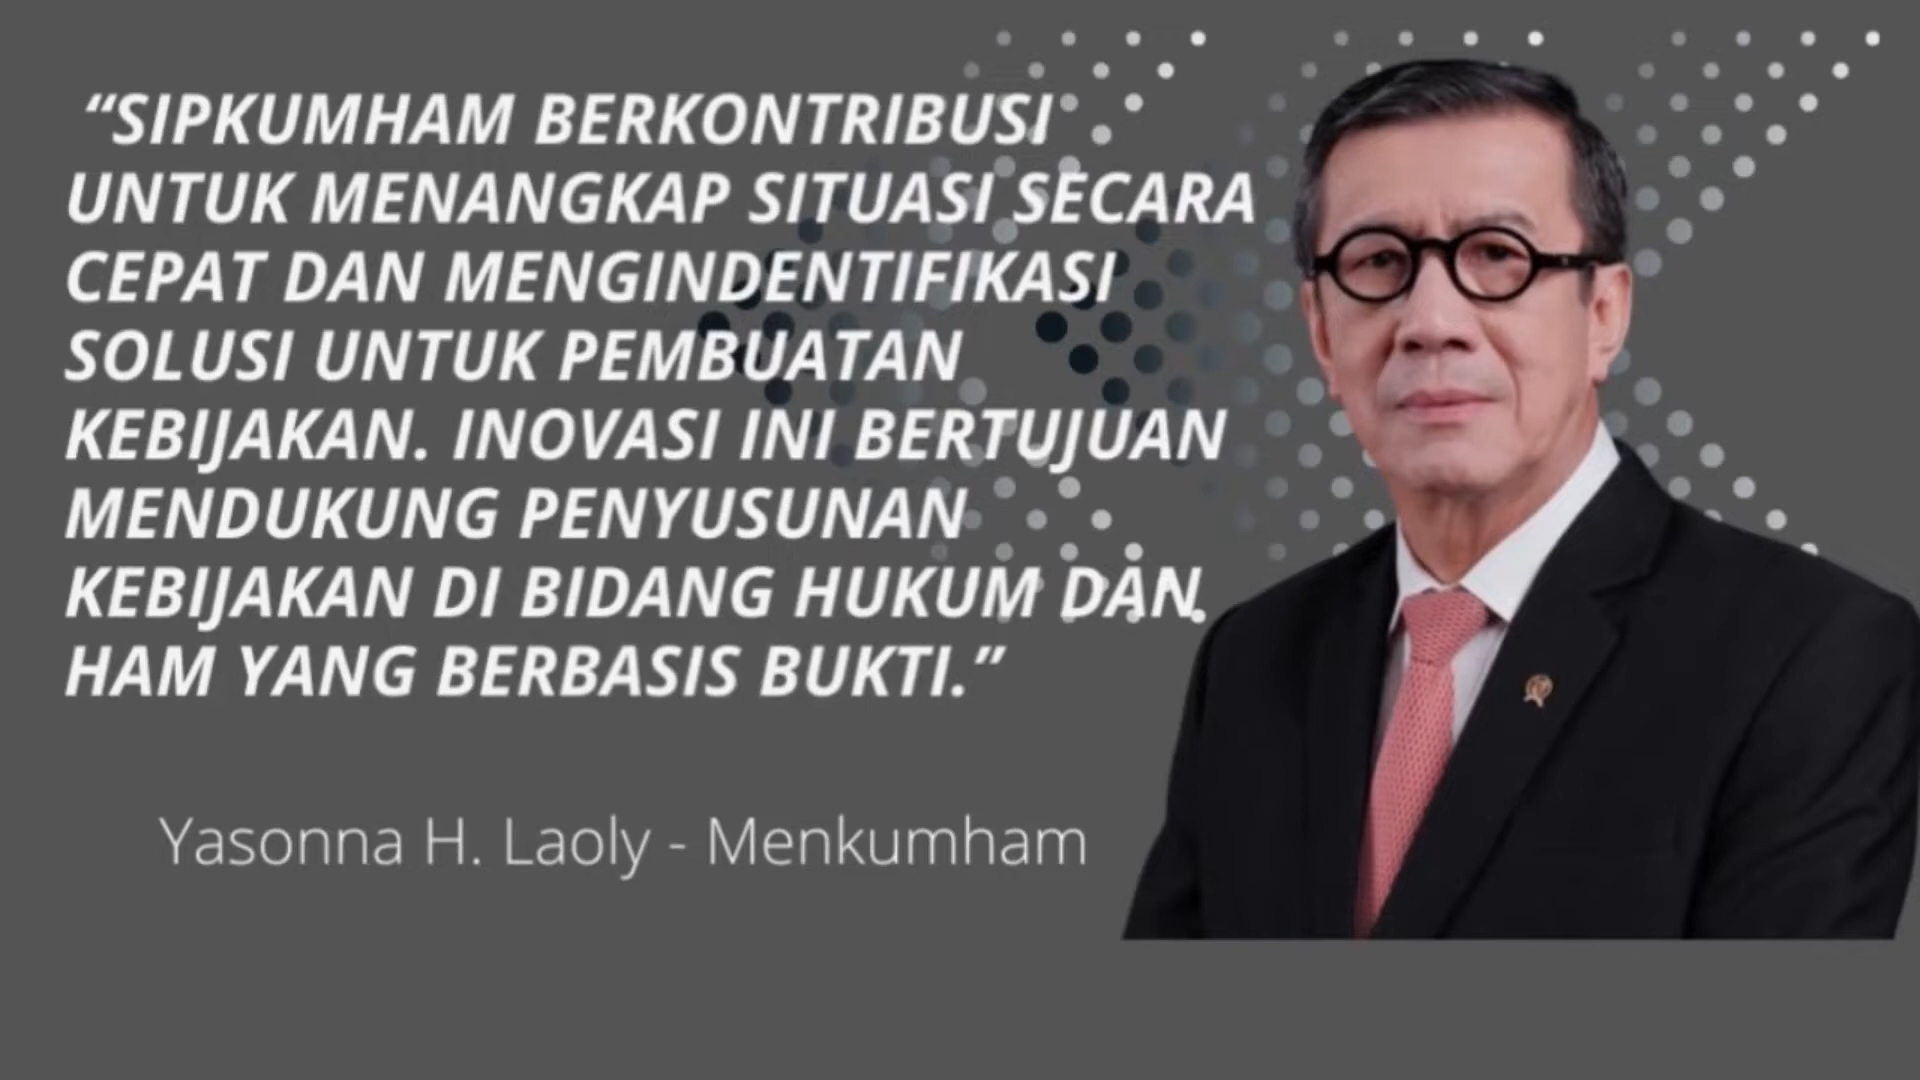 “SIPKUMHAM BERKONTRIBUSI
UNTUK MENANGKAP SITUASI SECARA
CEPAT DAN MENGINDENTIFIKASI
SOLUSI UNTUK PEMBUATAN
KEBIJAKAN. INOVASI INI BERTUJUAN
MENDUKUNG PENYUSUNAN
KEBIJAKAN DI BIDANG HUKUM DAN
HAM YANG BERBASIS BUKTI.”
Yasonna H. Laoly - Menkumham